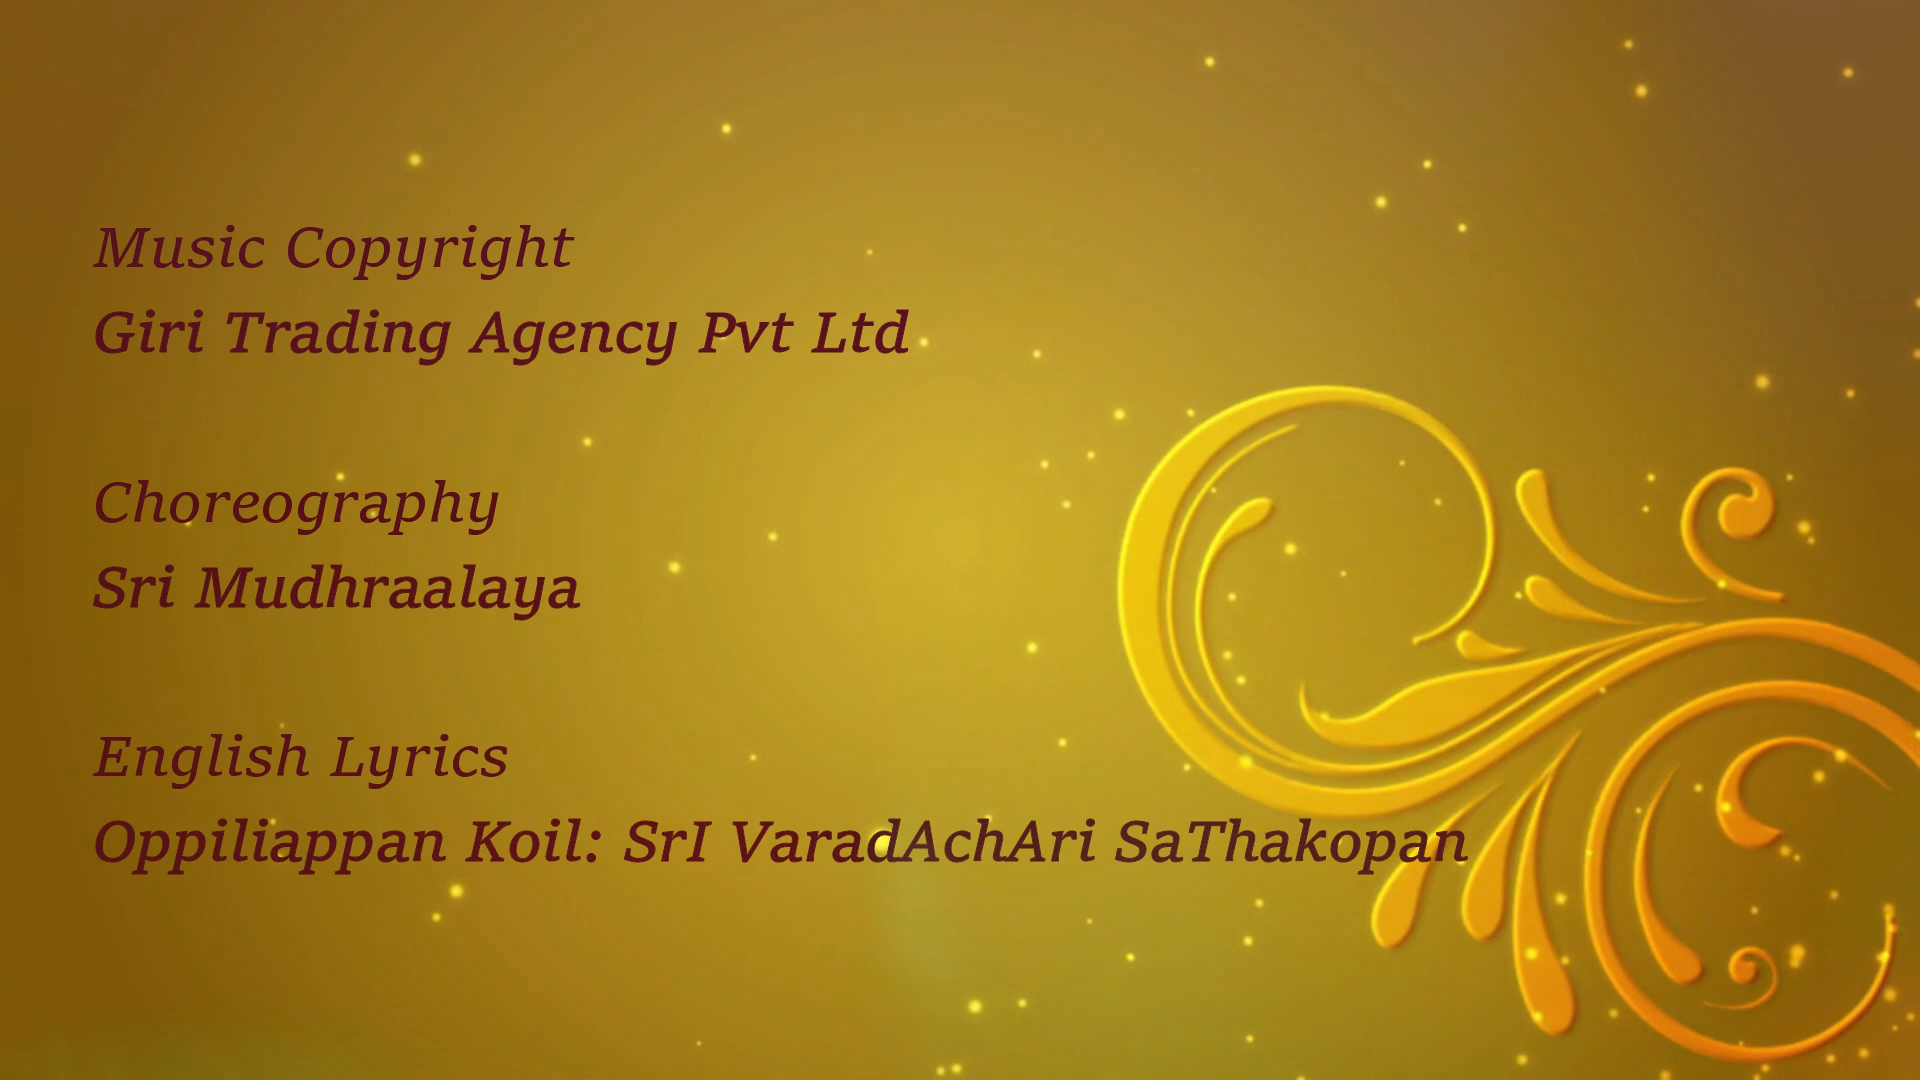 Music Copyright
Giri Trading Agency Pvt Ltd
Choreography
Sri Mudhraalaya
English Lyrics
Oppiliappan Koil: SrI VaradAchAri SaThakopan